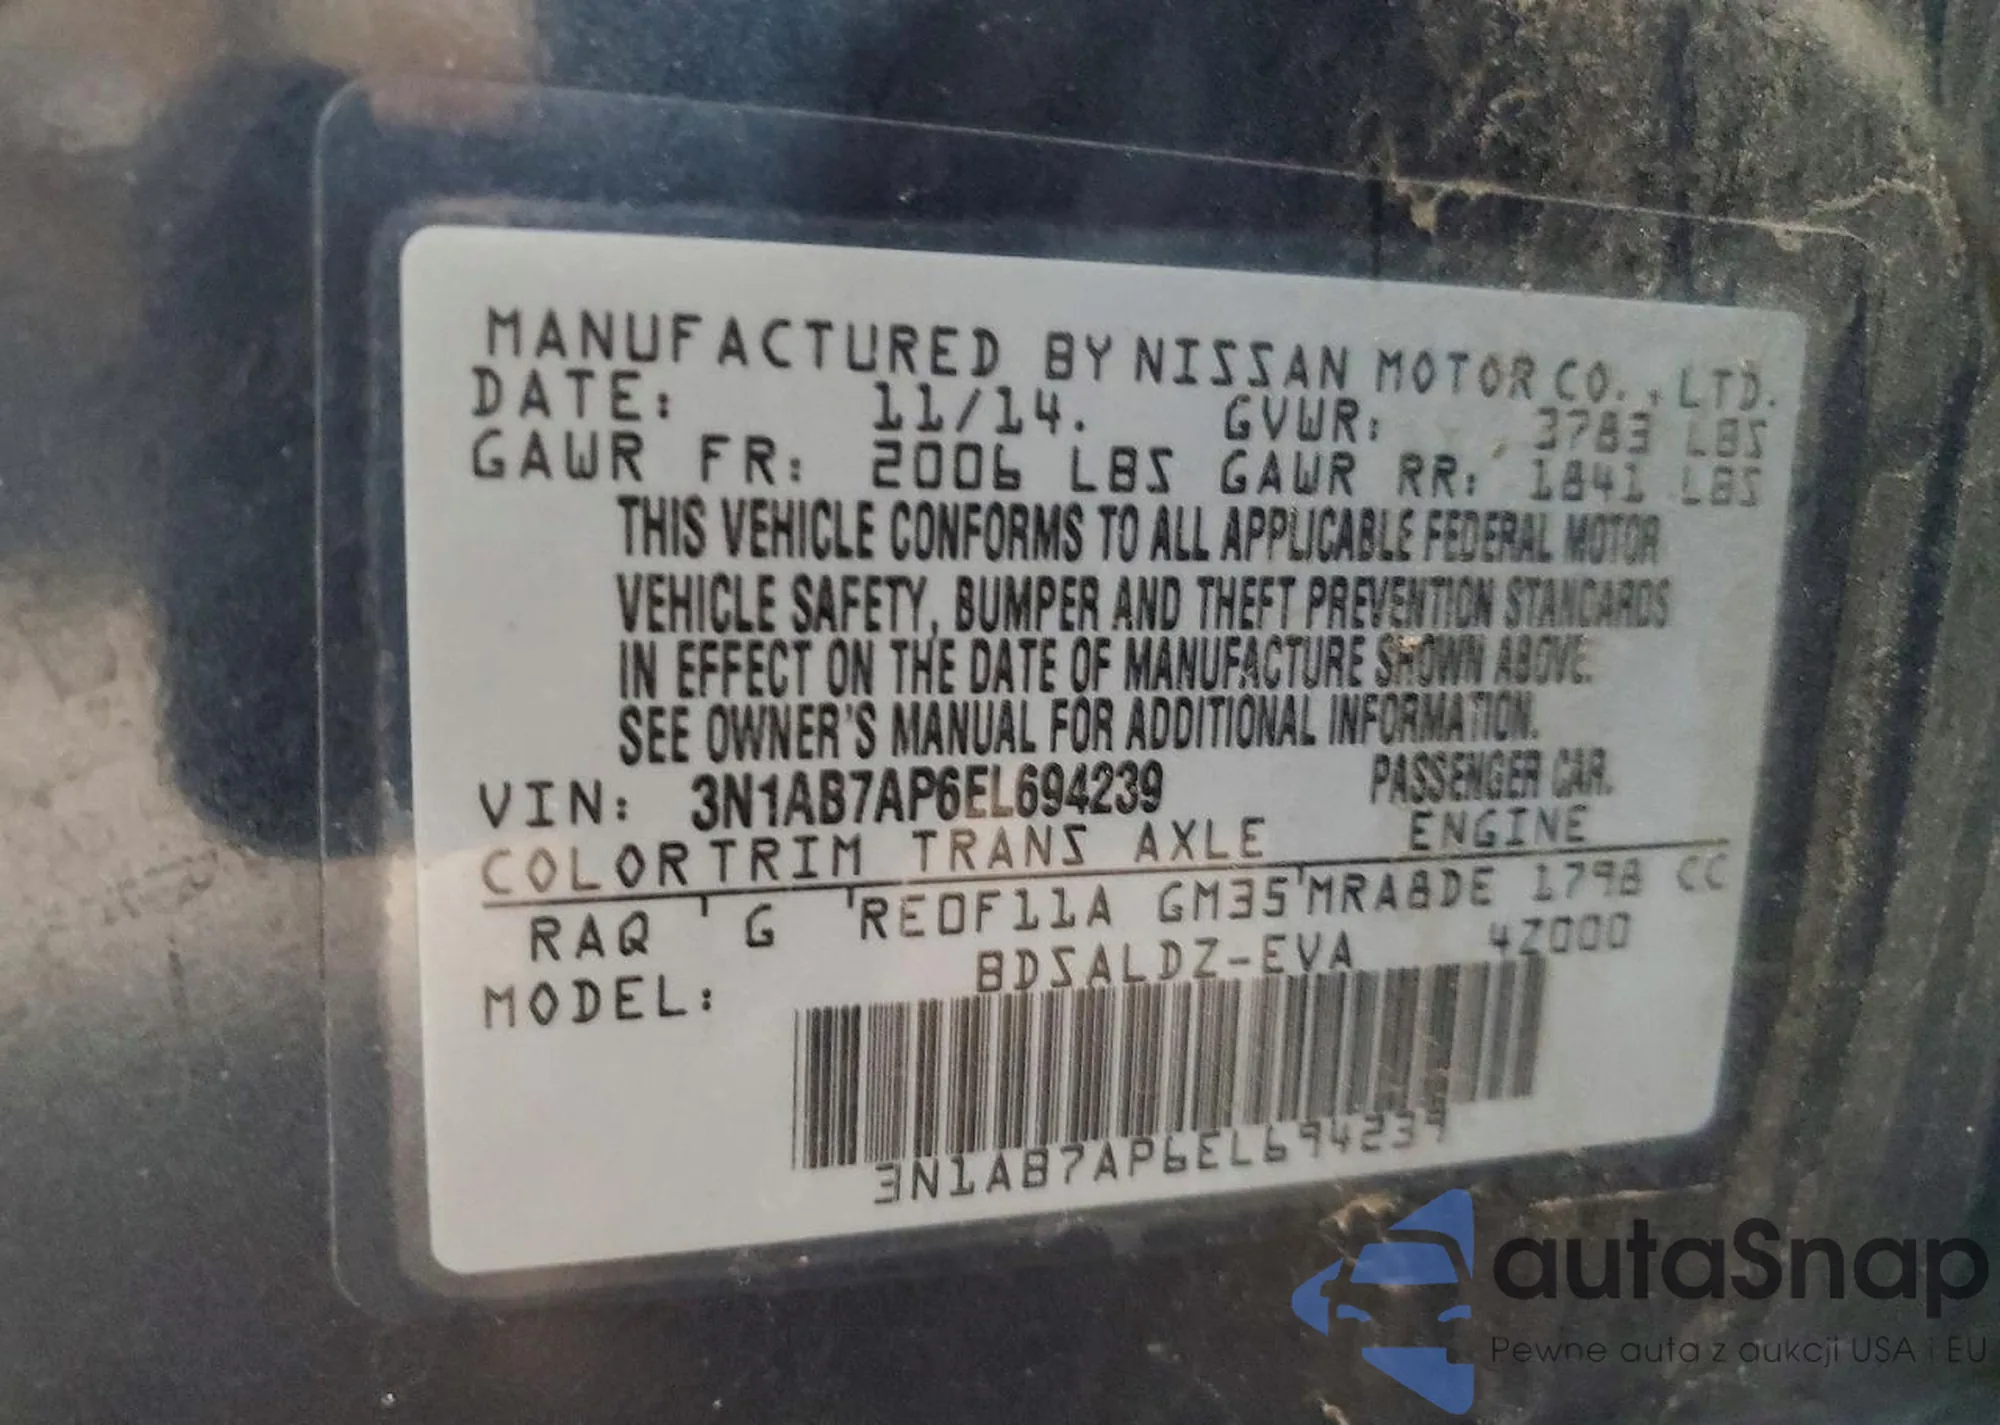 MANUFACTURED BY NISSAN MOTOR CO., LTD.
DATE: 11/14. GVWR: 3783 LBS
GAWR FR: 2006 LBS GAWR RR: 1841 LBS
THIS VEHICLE CONFORMS TO ALL APPLICABLE FEDERAL MOTOR
VEHICLE SAFETY, BUMPER AND THEFT PREVENTION STANDARDS
IN EFFECT ON THE DATE OF MANUFACTURE SHOWN ABOVE.
SEE OWNER'S MANUAL FOR ADDITIONAL INFORMATION.
VIN: 3N1AB7AP6EL694239 PASSENGER CAR.
COLOR TRIM TRANS AXLE ENGINE
RAQ ' G 'RE0F11A GM35'MRA8DE 1798 CC
MODEL: BDSALDZ-EVA 4Z000
3N1AB7AP6EL694239
autaSnap
Pewne auta z aukcji USA i EU